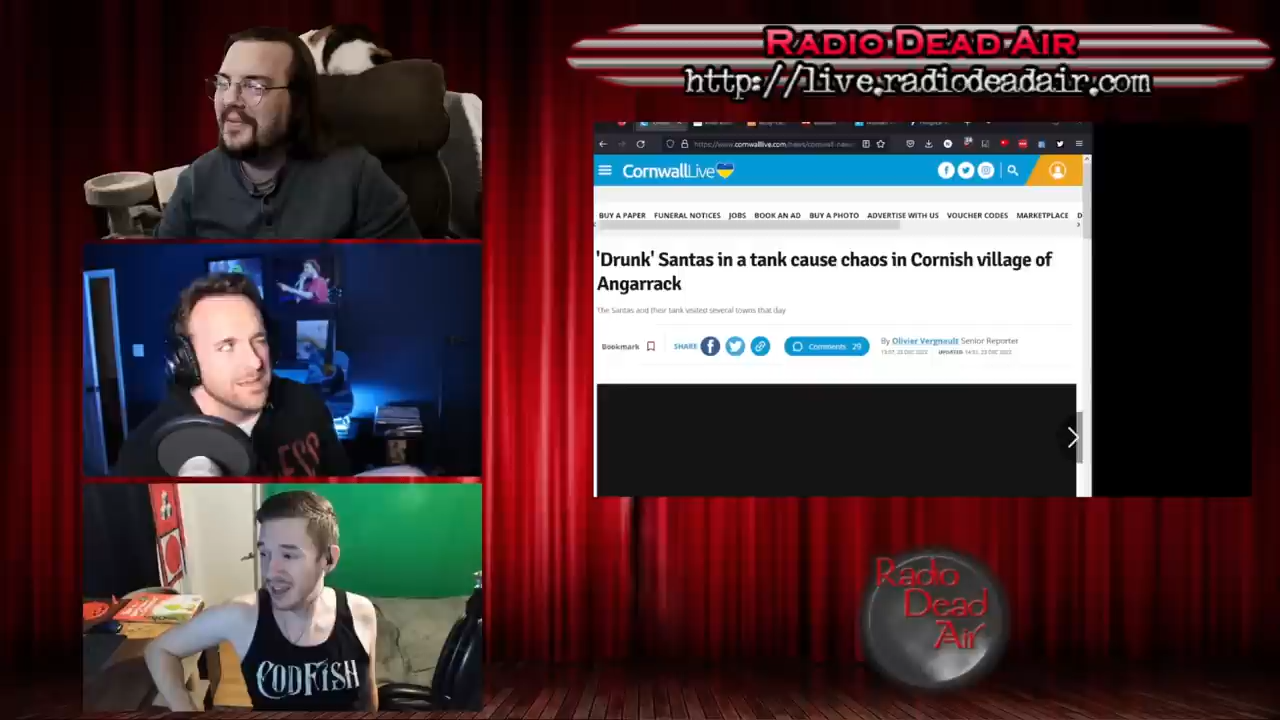 RADIO DEAD AIR
http://live.radiodeadair.com
CornwallLive
BUY A PAPER FUNERAL NOTICES JOBS BOOK AN AD BUY A PHOTO ADVERTISE WITH US VOUCHER CODES MARKETPLACE D
'Drunk' Santas in a tank cause chaos in Cornish village of
Angarrack
The Santas and their tank visited several towns that day
Bookmark SHARE Comments 29
By Olivier Vergnault Senior Reporter
CODFISH
Radio
Dead
Air